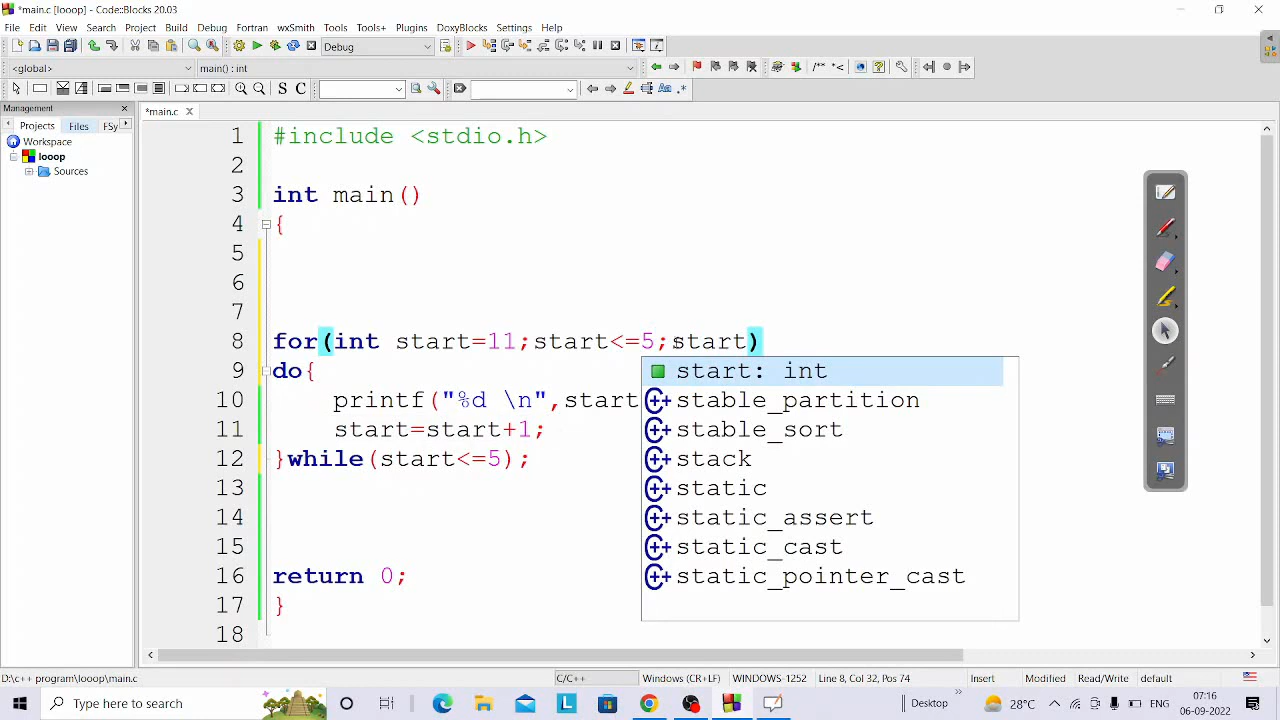 *main.c [looop] - Code::Blocks 20.03
File Edit View Search Project Build Debug Fortran wxSmith Tools Tools+ Plugins DoxyBlocks Settings Help
Debug
<global> main() : int
S C Aa .*
Management
Projects Files FSy
Workspace
looop
Sources
*main.c
1 #include <stdio.h>
2
3 int main()
4 {
5
6
7
8 for(int start=11;start<=5;start)
9 do{
10 printf("%d \n",start
11 start=start+1;
12 }while(start<=5);
13
14
15
16 return 0;
17 }
18
start: int
stable_partition
stable_sort
stack
static
static_assert
static_cast
static_pointer_cast
D:\c++ program\looop\main.c C/C++ Windows (CR+LF) WINDOWS-1252 Line 8, Col 32, Pos 74 Insert Modified Read/Write default
Type here to search
Desktop 28°C ENG 07:16
06-09-2022